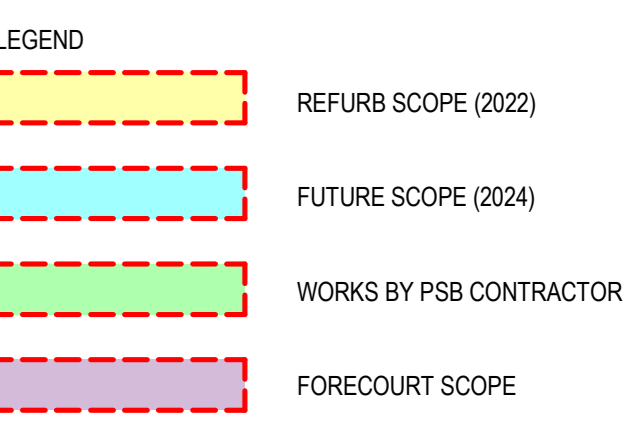 LEGEND
REFURB SCOPE (2022)
FUTURE SCOPE (2024)
WORKS BY PSB CONTRACTOR
FORECOURT SCOPE